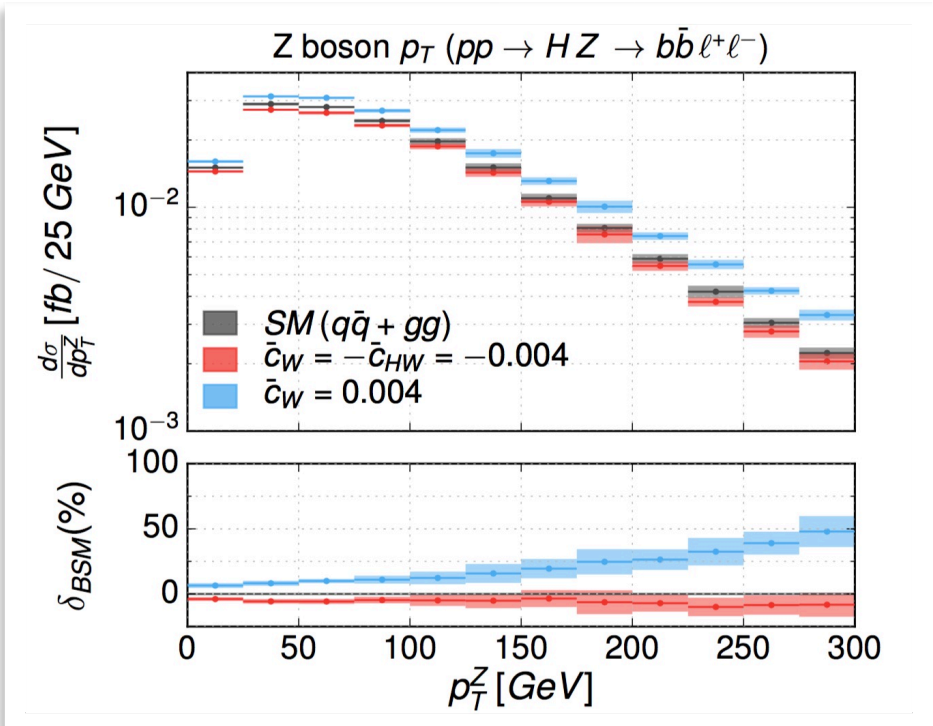 Z boson p_T (pp → H Z → b b̄ ℓ⁺ ℓ⁻)
dσ/dp_T^Z [fb/ 25 GeV]
10⁻²
10⁻³
SM (q q̄ + gg)
c̄_W = −c̄_HW = −0.004
c̄_W = 0.004
δ_BSM(%)
100
50
0
0 50 100 150 200 250 300
p_T^Z [GeV]